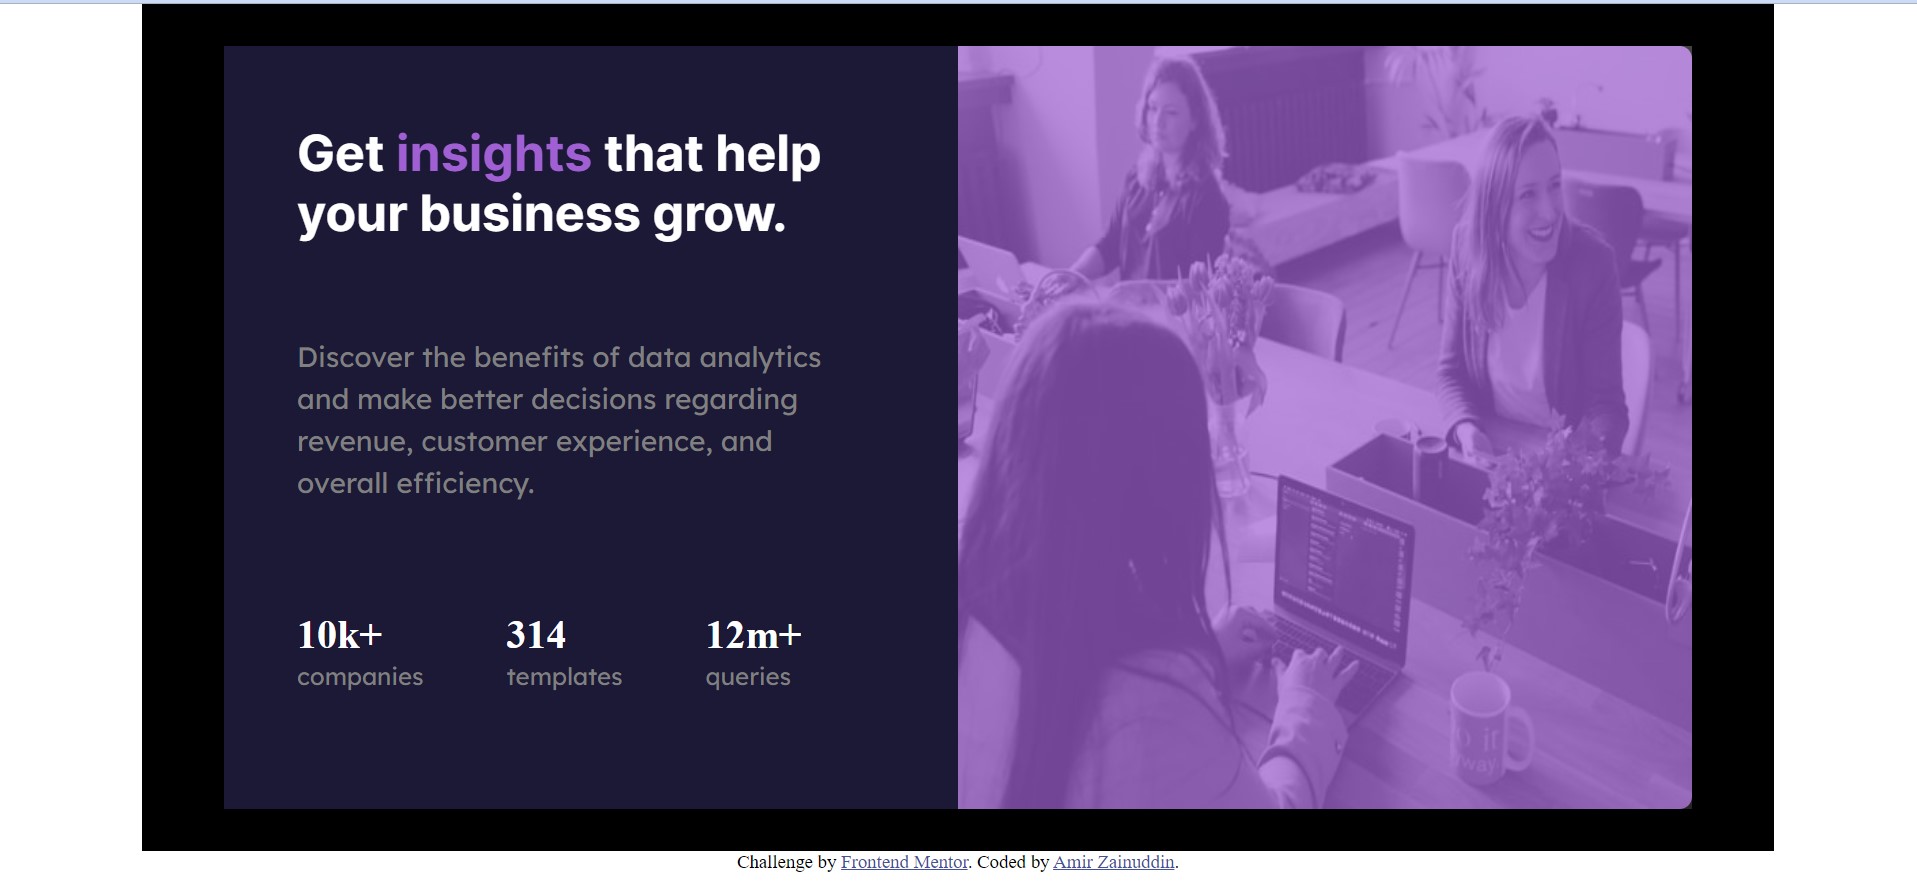 Get insights that help
your business grow.
Discover the benefits of data analytics
and make better decisions regarding
revenue, customer experience, and
overall efficiency.
10k+ 314 12m+
companies templates queries
Challenge by Frontend Mentor. Coded by Amir Zainuddin.